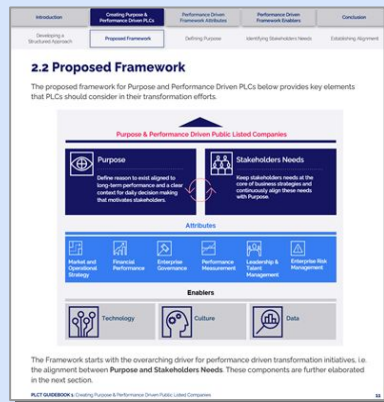 Introduction
Creating Purpose &
Performance Driven PLCs
Performance Driven
Framework Attributes
Performance Driven
Framework Enablers
Conclusion
Developing a
Structured Approach
Proposed Framework
Defining Purpose
Identifying Stakeholders Needs
Establishing Alignment
2.2 Proposed Framework
The proposed framework for Purpose and Performance Driven PLCs below provides key elements
that PLCs should consider in their transformation efforts.
Purpose & Performance Driven Public Listed Companies
Purpose
Define reason to exist aligned to
long-term performance and a clear
context for daily decision making
that motivates stakeholders.
Stakeholders Needs
Keep stakeholders needs at the
core of business strategies and
continuously align these needs
with Purpose.
Attributes
Market and
Operational
Strategy
Financial
Performance
Enterprise
Governance
Performance
Measurement
Leadership &
Talent
Management
Enterprise Risk
Management
Enablers
Technology
Culture
Data
The Framework starts with the overarching driver for performance driven transformation initiatives, i.e.
the alignment between Purpose and Stakeholders Needs. These components are further elaborated
in the next section.
PLCT GUIDEBOOK 1: Creating Purpose & Performance Driven Public Listed Companies